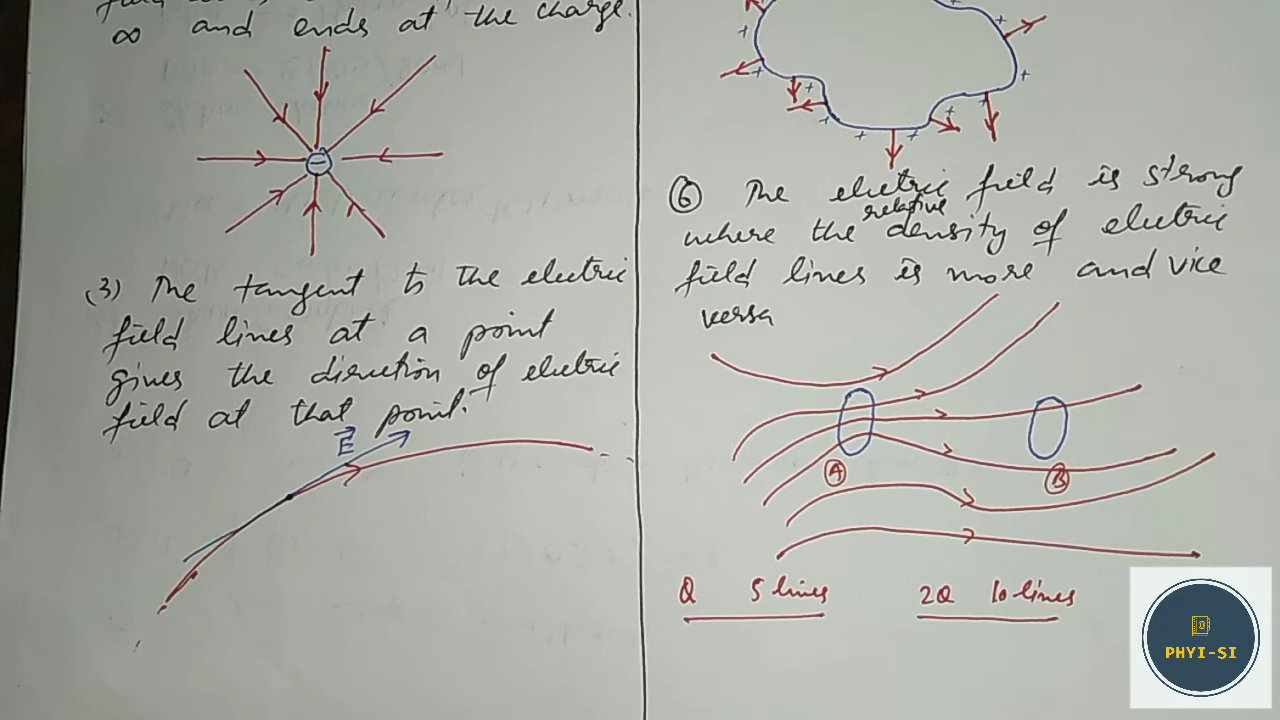 ∞ and ends at the charge.
(3) The tangent to the electric
field lines at a point
gives the direction of electric
field at that point.
E
6 The electric field is strong
where the relative density of electric
field lines is more and vice
versa
A
B
Q 5 lines 2Q 10 lines
PHYI-SI